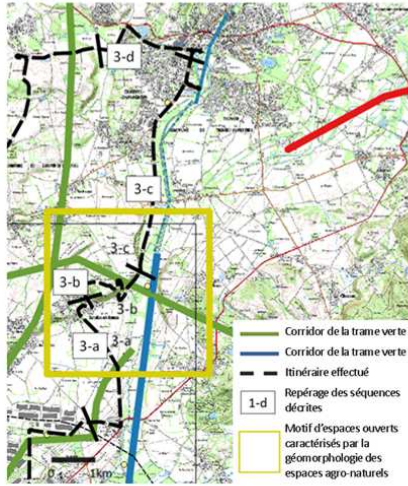 3-d
3-c
3-c
3-b
3-b
3-a
3-a
0 1km
Corridor de la trame verte
Corridor de la trame verte
Itinéraire effectué
1-d
Repérage des séquences
décrites
Motif d'espaces ouverts
caractérisés par la
géomorphologie des
espaces agro-naturels